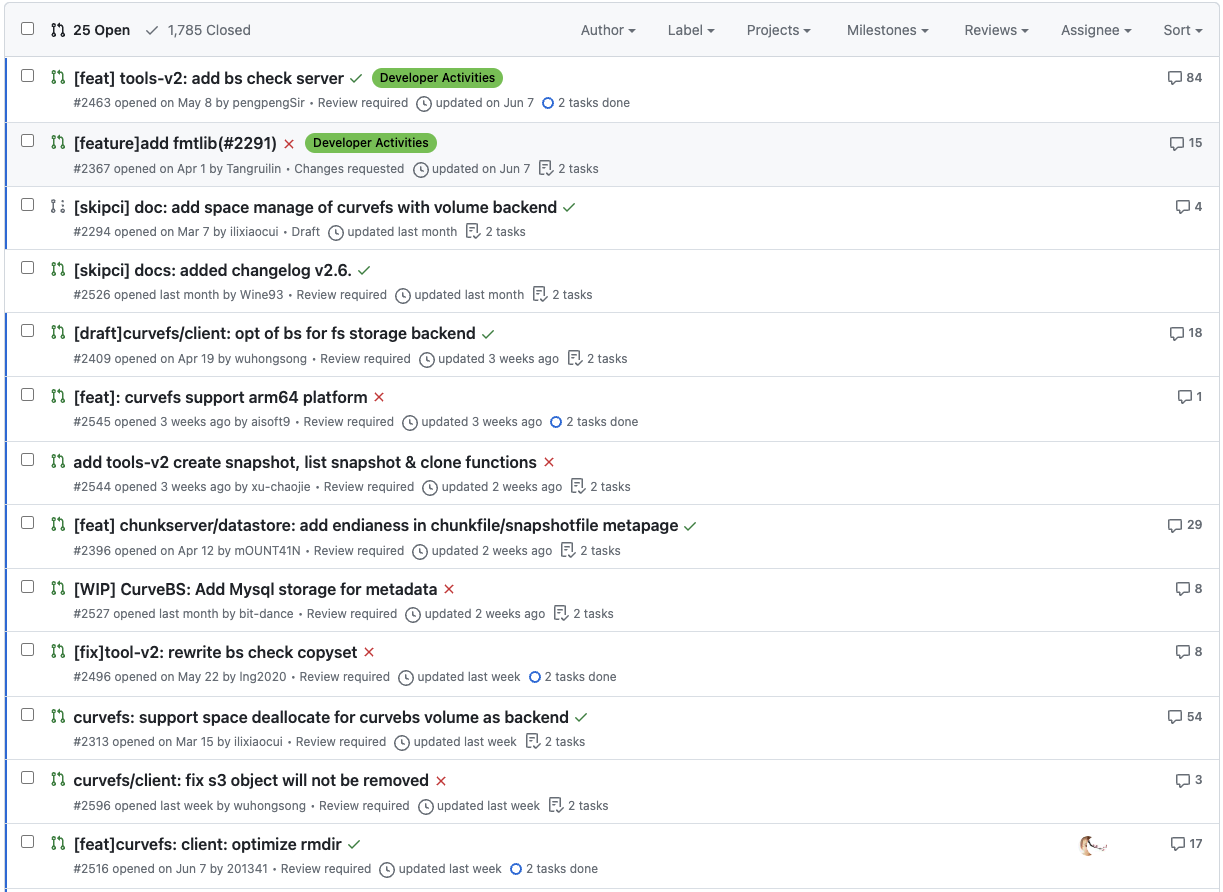 25 Open 1,785 Closed Author Label Projects Milestones Reviews Assignee Sort
[feat] tools-v2: add bs check server Developer Activities 84
#2463 opened on May 8 by pengpengSir • Review required updated on Jun 7 2 tasks done
[feature]add fmtlib(#2291) Developer Activities 15
#2367 opened on Apr 1 by Tangruilin • Changes requested updated on Jun 7 2 tasks
[skipci] doc: add space manage of curvefs with volume backend 4
#2294 opened on Mar 7 by ilixiaocui • Draft updated last month 2 tasks
[skipci] docs: added changelog v2.6.
#2526 opened last month by Wine93 • Review required updated last month 2 tasks
[draft]curvefs/client: opt of bs for fs storage backend 18
#2409 opened on Apr 19 by wuhongsong • Review required updated 3 weeks ago 2 tasks
[feat]: curvefs support arm64 platform 1
#2545 opened 3 weeks ago by aisoft9 • Review required updated 3 weeks ago 2 tasks done
add tools-v2 create snapshot, list snapshot & clone functions
#2544 opened 3 weeks ago by xu-chaojie • Review required updated 2 weeks ago 2 tasks
[feat] chunkserver/datastore: add endianess in chunkfile/snapshotfile metapage 29
#2396 opened on Apr 12 by mOUNT41N • Review required updated 2 weeks ago 2 tasks
[WIP] CurveBS: Add Mysql storage for metadata 8
#2527 opened last month by bit-dance • Review required updated 2 weeks ago 2 tasks
[fix]tool-v2: rewrite bs check copyset 8
#2496 opened on May 22 by lng2020 • Review required updated last week 2 tasks done
curvefs: support space deallocate for curvebs volume as backend 54
#2313 opened on Mar 15 by ilixiaocui • Review required updated last week 2 tasks
curvefs/client: fix s3 object will not be removed 3
#2596 opened last week by wuhongsong • Review required updated last week 2 tasks
[feat]curvefs: client: optimize rmdir 17
#2516 opened on Jun 7 by 201341 • Review required updated last week 2 tasks done